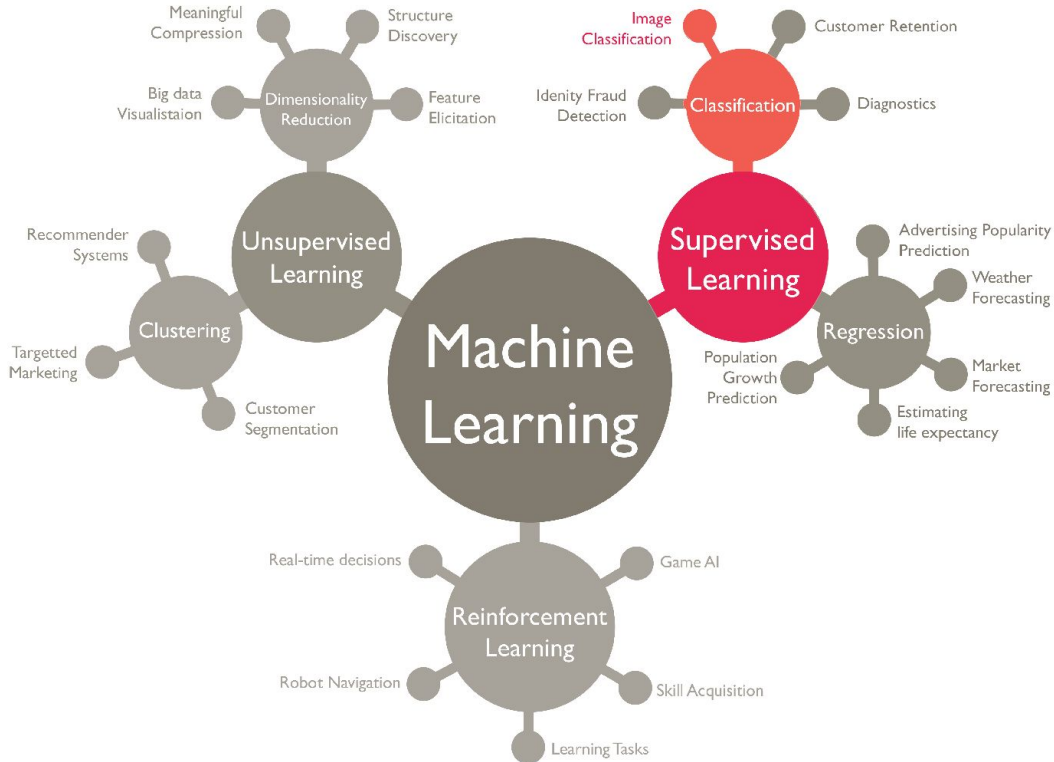 Meaningful
Compression
Structure
Discovery
Image
Classification
Customer Retention
Big data
Visualistaion
Dimensionality
Reduction
Feature
Elicitation
Idenity Fraud
Detection
Classification
Diagnostics
Recommender
Systems
Unsupervised
Learning
Supervised
Learning
Advertising Popularity
Prediction
Weather
Forecasting
Clustering
Regression
Targetted
Marketing
Machine
Learning
Population
Growth
Prediction
Market
Forecasting
Customer
Segmentation
Estimating
life expectancy
Real-time decisions
Game AI
Reinforcement
Learning
Robot Navigation
Skill Acquisition
Learning Tasks